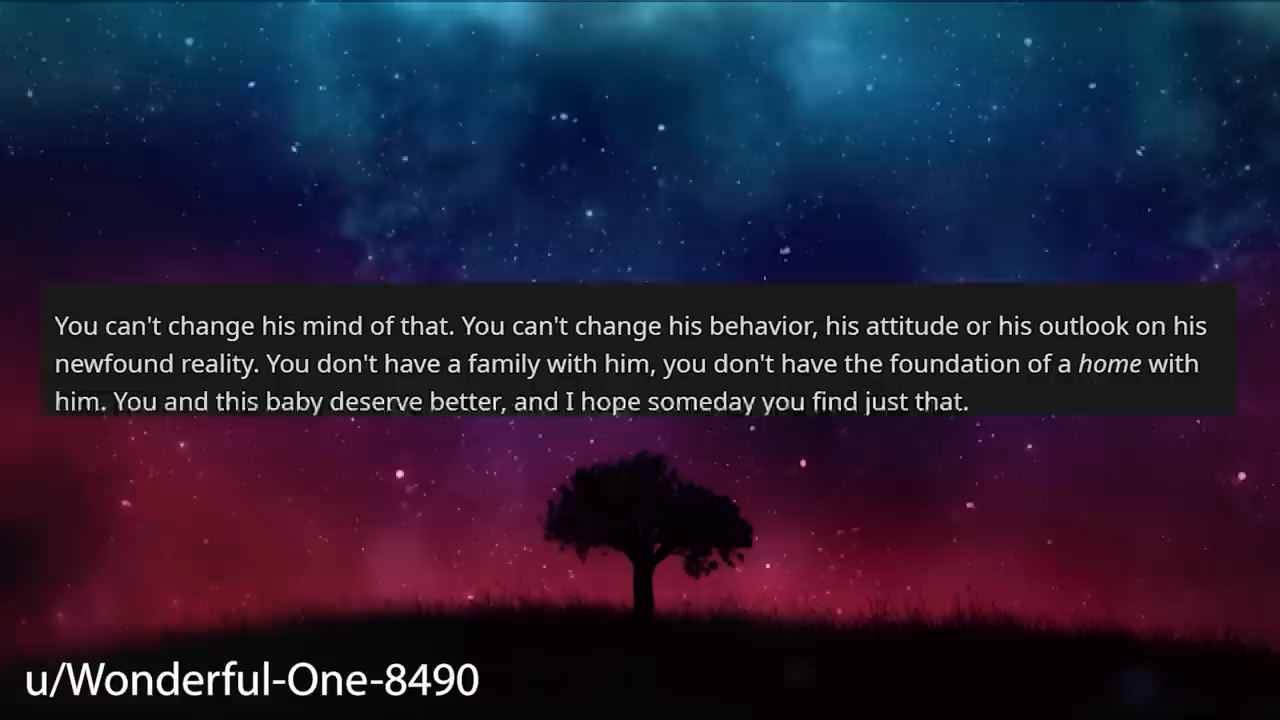 You can't change his mind of that. You can't change his behavior, his attitude or his outlook on his
newfound reality. You don't have a family with him, you don't have the foundation of a home with
him. You and this baby deserve better, and I hope someday you find just that.
u/Wonderful-One-8490